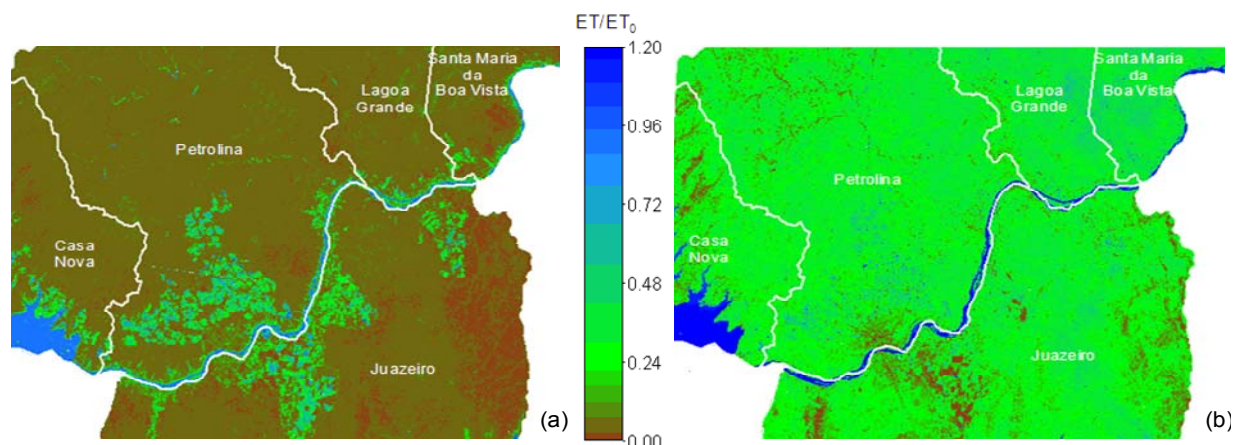 Santa Maria
da
Boa Vista
Lagoa
Grande
Petrolina
Casa
Nova
Juazeiro
(a)
ET/ET₀
1.20
0.96
0.72
0.48
0.24
0.00
Santa Maria
da
Boa Vista
Lagoa
Grande
Petrolina
Casa
Nova
Juazeiro
(b)